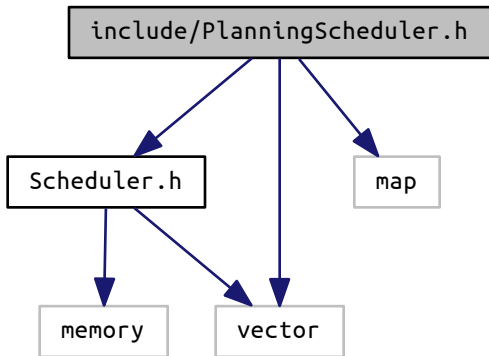 include/PlanningScheduler.h
Scheduler.h
map
memory
vector